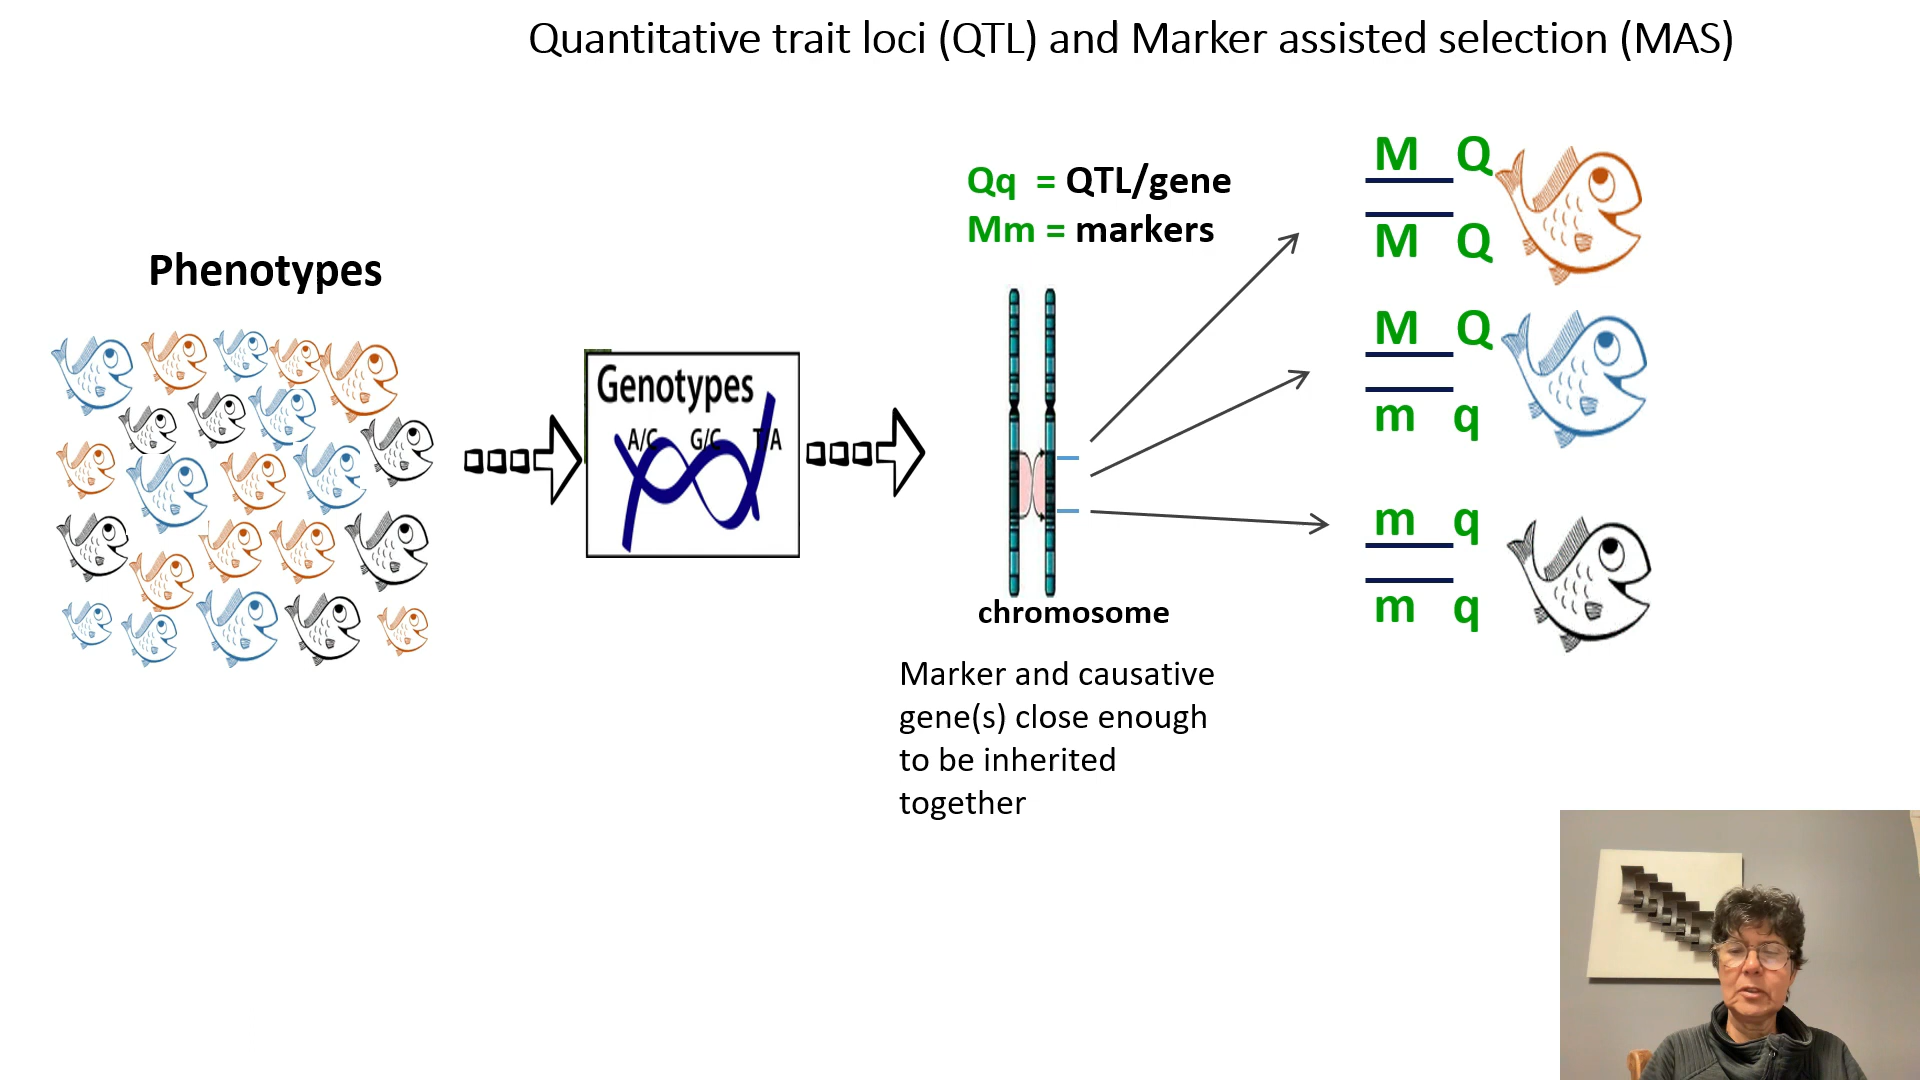 Quantitative trait loci (QTL) and Marker assisted selection (MAS)
Phenotypes
Genotypes
A/C G/C T/A
Qq = QTL/gene
Mm = markers
chromosome
Marker and causative
gene(s) close enough
to be inherited
together
M Q
M Q
M Q
m q
m q
m q